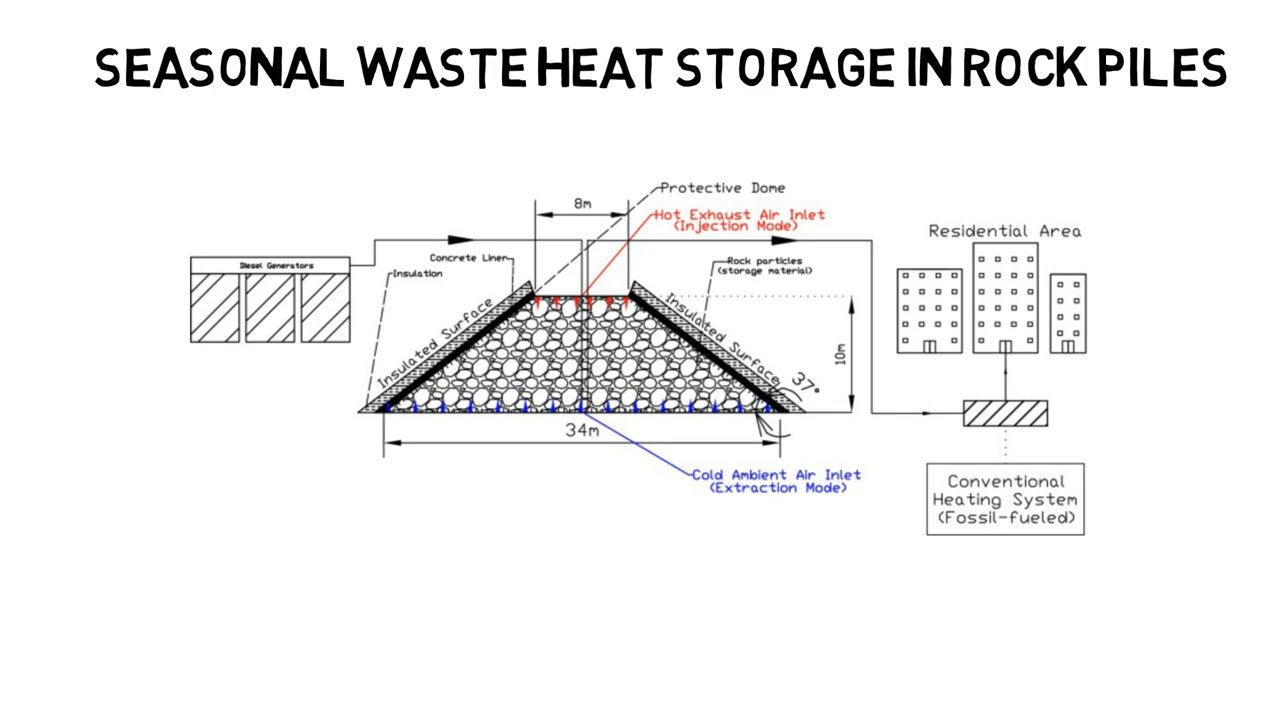 SEASONAL WASTE HEAT STORAGE IN ROCK PILES
Protective Dome
8m
Hot Exhaust Air Inlet
(Injection Mode)
Residential Area
Diesel Generators
Concrete Liner
Insulation
Rock particles
(storage material)
Insulated Surface
Insulated Surface
10m
37°
34m
Cold Ambient Air Inlet
(Extraction Mode)
Conventional
Heating System
(Fossil-fueled)